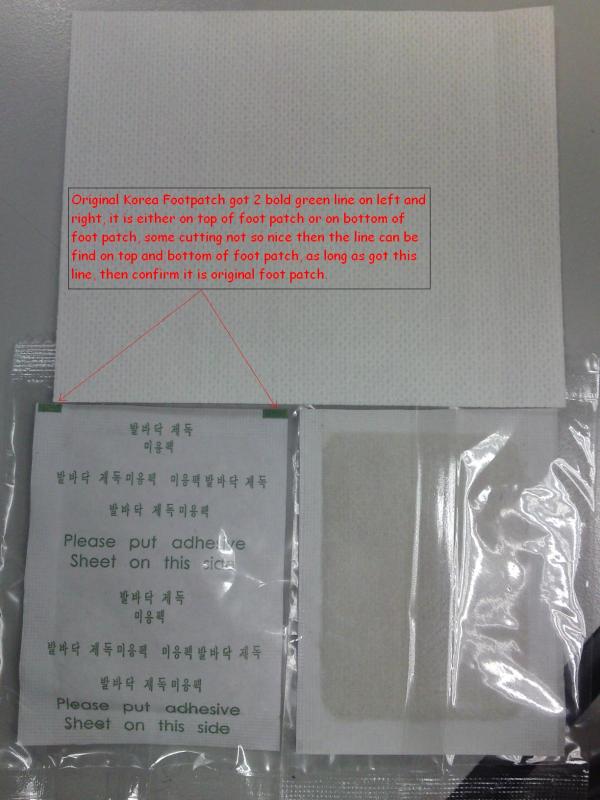 Original Korea Footpatch got 2 bold green line on left and
right, it is either on top of foot patch or on bottom of
foot patch, some cutting not so nice then the line can be
find on top and bottom of foot patch, as long as got this
line, then confirm it is original foot patch.
발바닥 제독
미용팩
발바닥 제독미용팩 미용팩발바닥 제독
발바닥 제독미용팩
Please put adhesive
Sheet on this side
발바닥 제독
미용팩
발바닥 제독미용팩 미용팩발바닥 제독
발바닥 제독미용팩
Please put adhesive
Sheet on this side